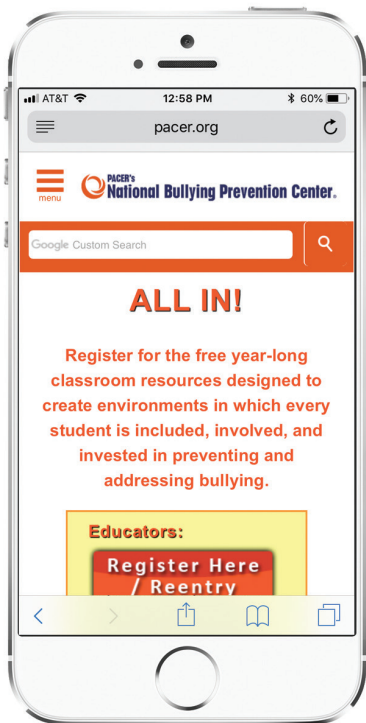 AT&T 12:58 PM 60%
pacer.org
menu
PACER's
National Bullying Prevention Center.
Google Custom Search
ALL IN!
Register for the free year-long
classroom resources designed to
create environments in which every
student is included, involved, and
invested in preventing and
addressing bullying.
Educators:
Register Here
/ Reentry